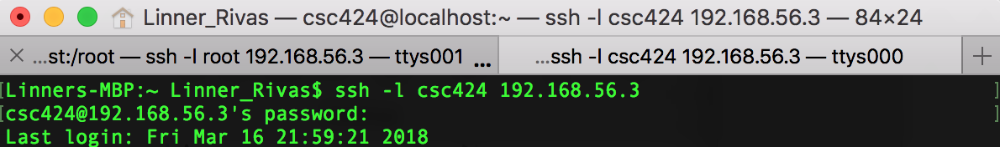 Linner_Rivas — csc424@localhost:~ — ssh -l csc424 192.168.56.3 — 84×24
...st:/root — ssh -l root 192.168.56.3 — ttys001 ...
...ssh -l csc424 192.168.56.3 — ttys000
[Linners-MBP:~ Linner_Rivas$ ssh -l csc424 192.168.56.3 ]
[csc424@192.168.56.3's password: ]
Last login: Fri Mar 16 21:59:21 2018